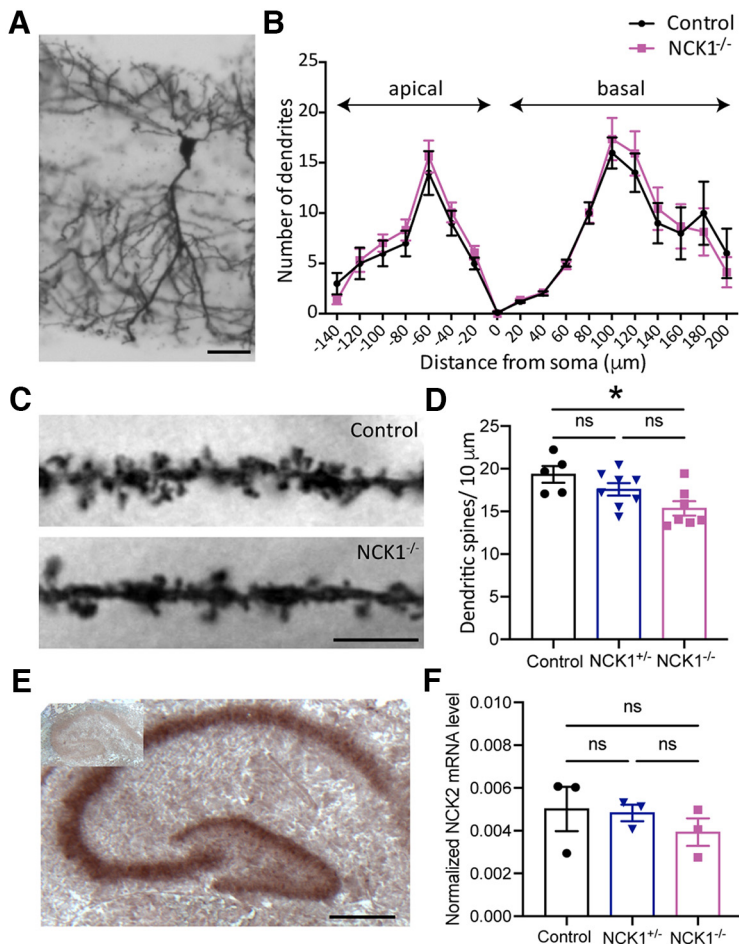 A
B
Control
NCK1-/-
apical
basal
Number of dendrites
25
20
15
10
5
0
-140 -120 -100 -80 -60 -40 -20 0 20 40 60 80 100 120 140 160 180 200
Distance from soma (μm)
C
Control
NCK1-/-
D
*
ns ns
Dendritic spines/ 10 μm
25
20
15
10
5
0
Control NCK1+/- NCK1-/-
E
F
ns
ns ns
Normalized NCK2 mRNA level
0.010
0.008
0.006
0.004
0.002
0.000
Control NCK1+/- NCK1-/-